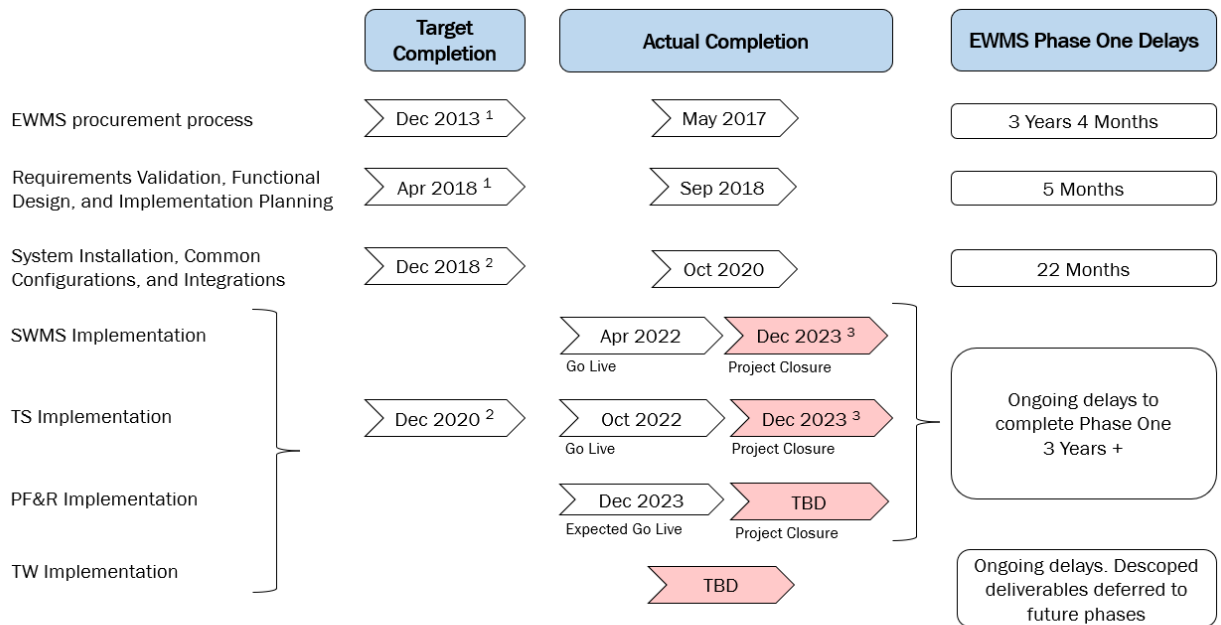 Target
Completion
Actual Completion
EWMS Phase One Delays
EWMS procurement process
Dec 2013 ¹
May 2017
3 Years 4 Months
Requirements Validation, Functional
Design, and Implementation Planning
Apr 2018 ¹
Sep 2018
5 Months
System Installation, Common
Configurations, and Integrations
Dec 2018 ²
Oct 2020
22 Months
SWMS Implementation
Apr 2022
Go Live
Dec 2023 ³
Project Closure
TS Implementation
Dec 2020 ²
Oct 2022
Go Live
Dec 2023 ³
Project Closure
Ongoing delays to
complete Phase One
3 Years +
PF&R Implementation
Dec 2023
Expected Go Live
TBD
Project Closure
TW Implementation
TBD
Ongoing delays. Descoped
deliverables deferred to
future phases